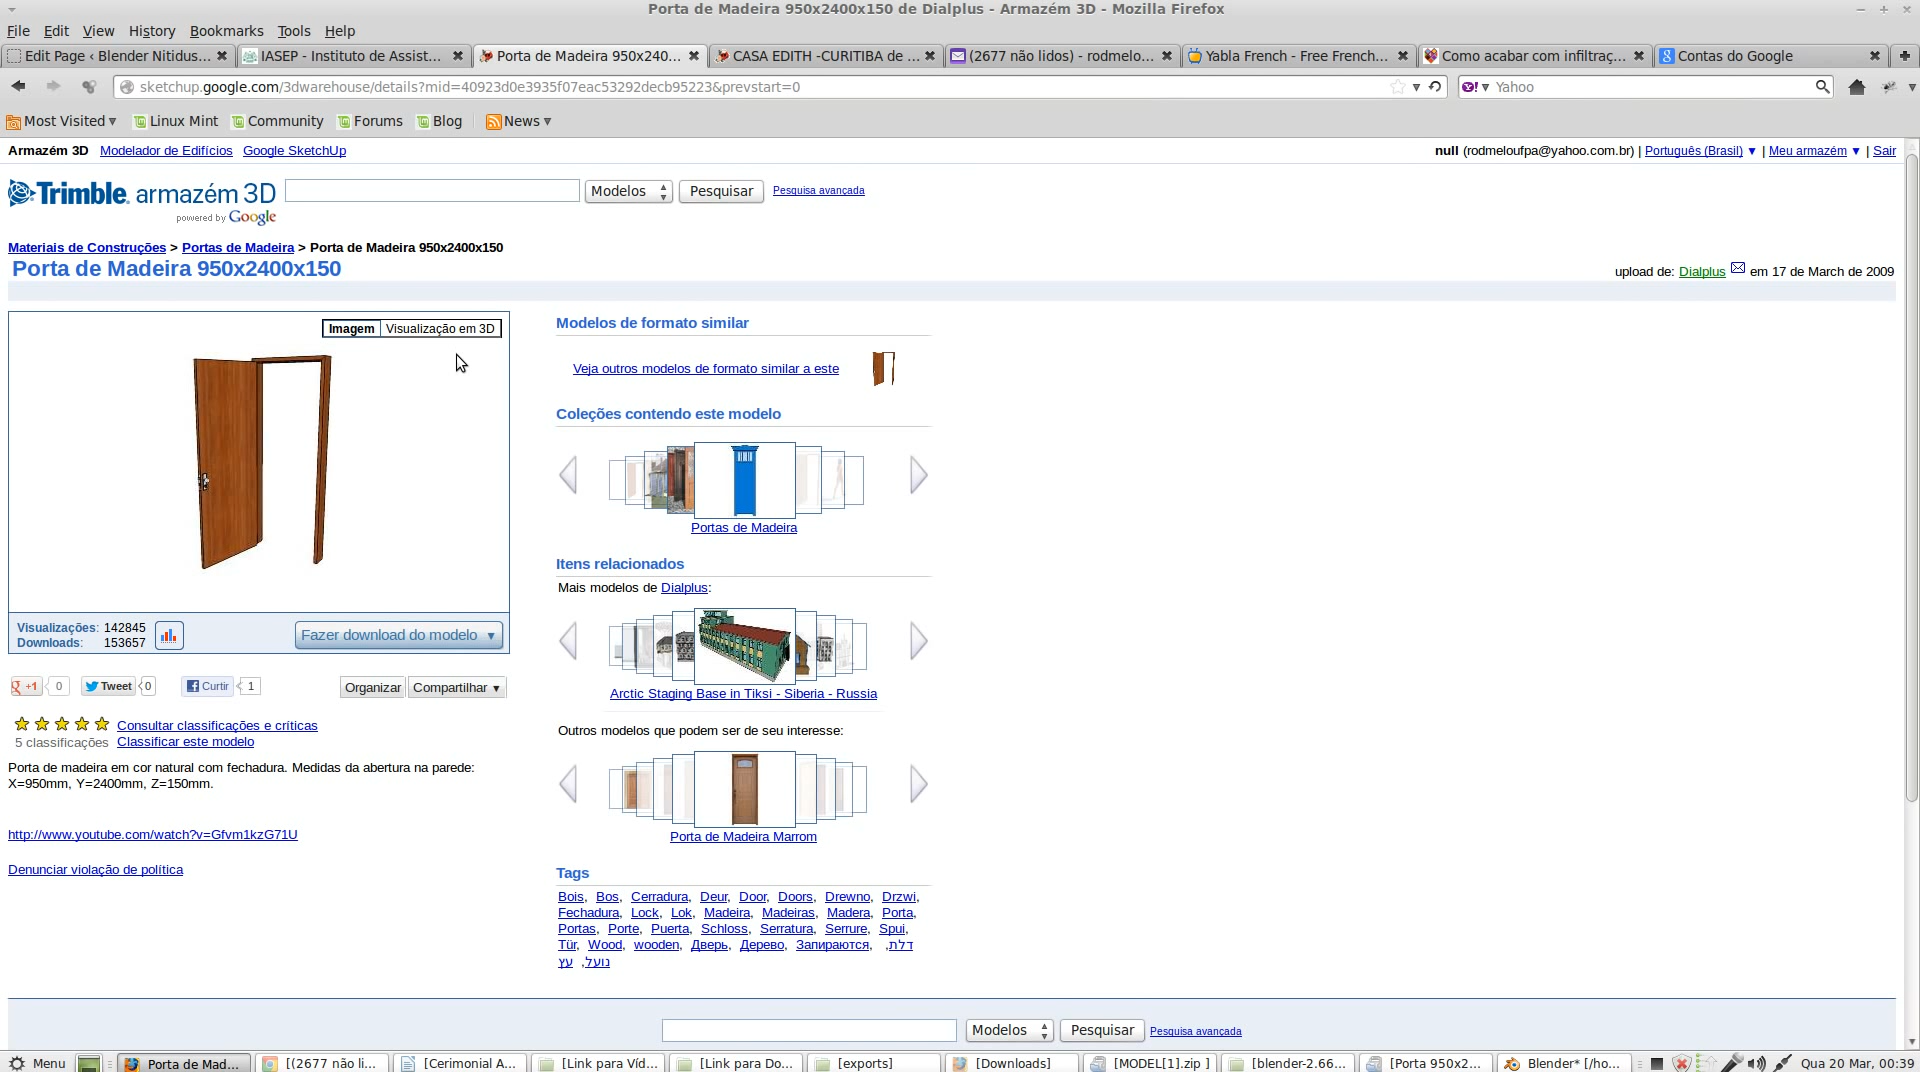 Porta de Madeira 950x2400x150 de Dialplus - Armazém 3D - Mozilla Firefox
File Edit View History Bookmarks Tools Help
Edit Page ‹ Blender Nitidus... IASEP - Instituto de Assist... Porta de Madeira 950x240... CASA EDITH -CURITIBA de ... (2677 não lidos) - rodmelo... Yabla French - Free French... Como acabar com infiltraç... Contas do Google
sketchup.google.com/3dwarehouse/details?mid=40923d0e3935f07eac53292decb95223&prevstart=0 Yahoo
Most Visited Linux Mint Community Forums Blog News
Armazém 3D Modelador de Edifícios Google SketchUp null (rodmeloufpa@yahoo.com.br) | Português (Brasil) ▼ | Meu armazém ▼ | Sair
Trimble. armazém 3D Modelos Pesquisar Pesquisa avançada
powered by Google
Materiais de Construções > Portas de Madeira > Porta de Madeira 950x2400x150
Porta de Madeira 950x2400x150
upload de: Dialplus em 17 de March de 2009
Imagem Visualização em 3D
Visualizações: 142845
Downloads: 153657
Fazer download do modelo ▼
+1 0 Tweet 0 Curtir 1 Organizar Compartilhar ▼
Consultar classificações e críticas
5 classificações Classificar este modelo
Porta de madeira em cor natural com fechadura. Medidas da abertura na parede:
X=950mm, Y=2400mm, Z=150mm.
http://www.youtube.com/watch?v=Gfvm1kzG71U
Denunciar violação de política
Modelos de formato similar
Veja outros modelos de formato similar a este
Coleções contendo este modelo
Portas de Madeira
Itens relacionados
Mais modelos de Dialplus:
Arctic Staging Base in Tiksi - Siberia - Russia
Outros modelos que podem ser de seu interesse:
Porta de Madeira Marrom
Tags
Bois, Bos, Cerradura, Deur, Door, Doors, Drewno, Drzwi,
Fechadura, Lock, Lok, Madeira, Madeiras, Madera, Porta,
Portas, Porte, Puerta, Schloss, Serratura, Serrure, Spui,
Tür, Wood, wooden, Дверь, Дерево, Запираются, דלת,
נועל, עץ
Modelos Pesquisar Pesquisa avançada
Menu Porta de Mad... [(2677 não li... [Cerimonial A... [Link para Víd... [Link para Do... [exports] [Downloads] [MODEL[1].zip ] [blender-2.66... [Porta 950x2... Blender* [/ho... Qua 20 Mar, 00:39